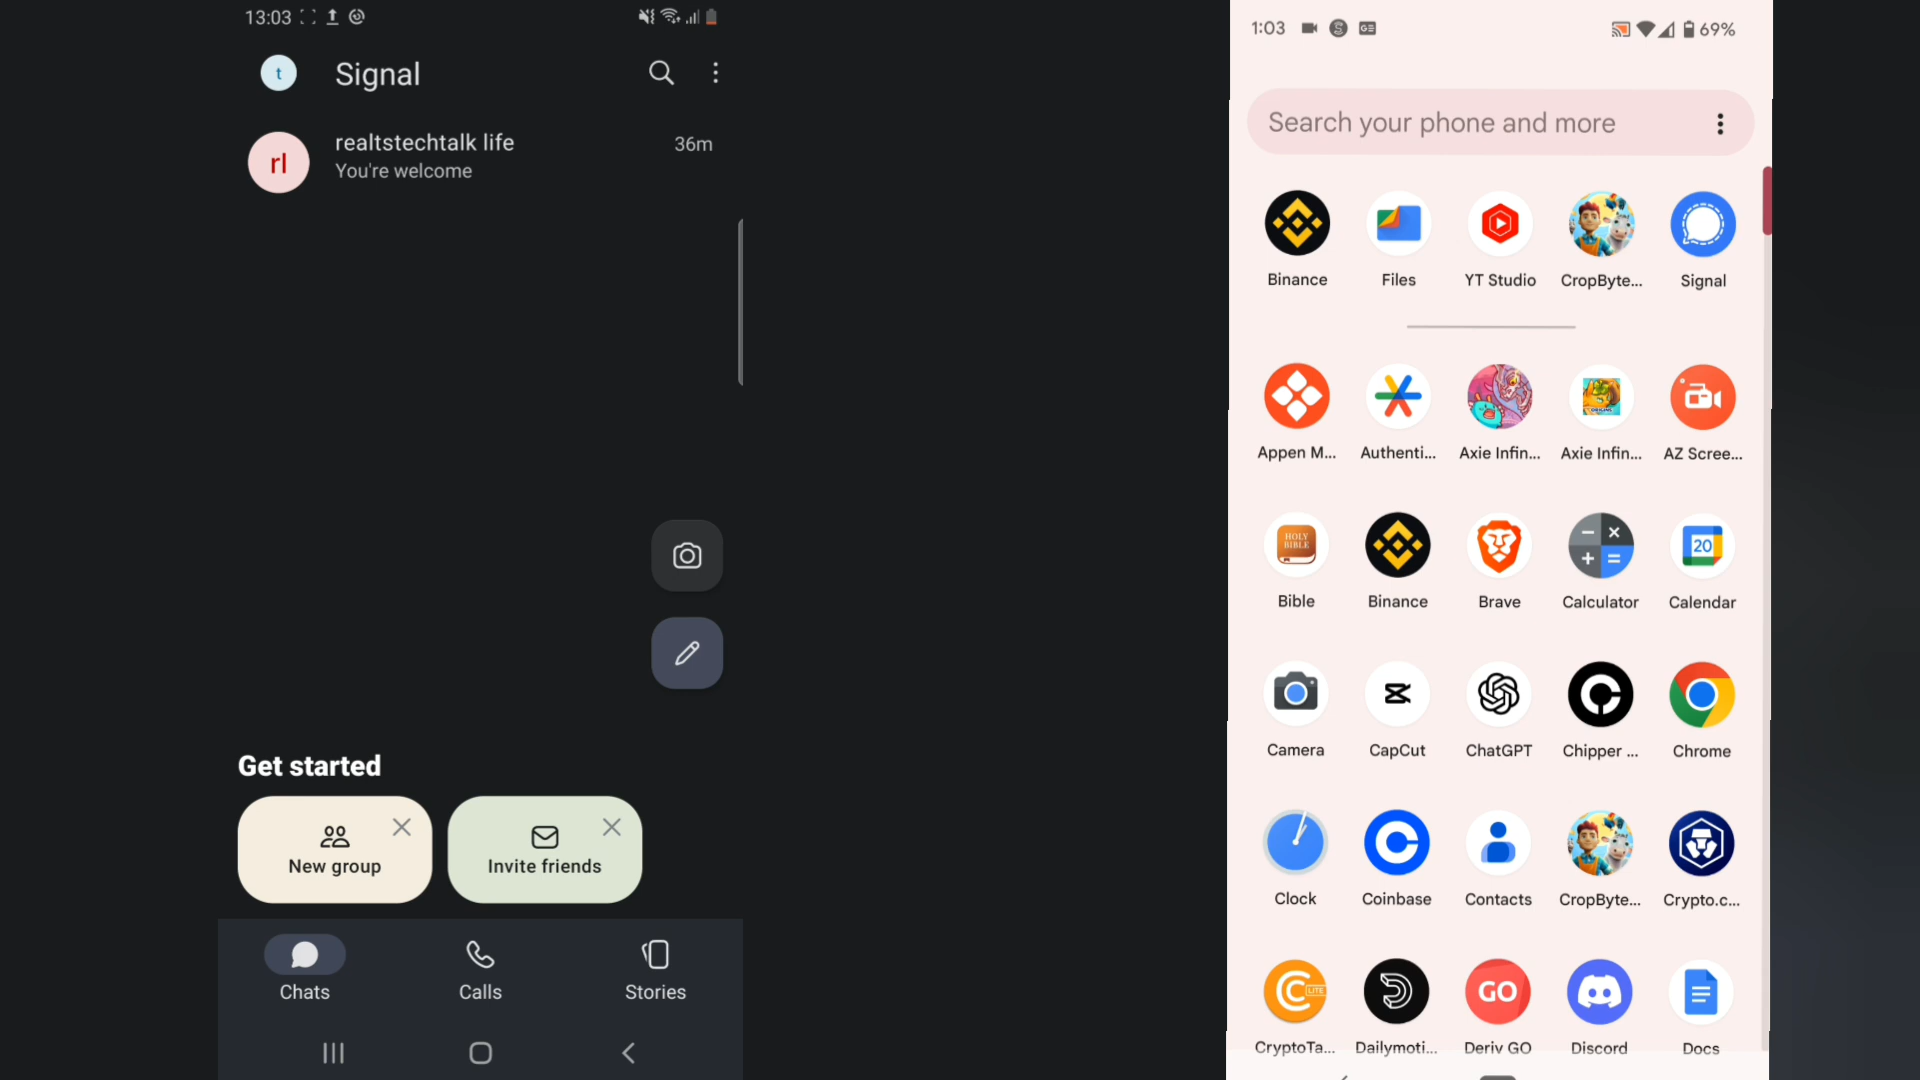 13:03
t
Signal
rl
realtstechtalk life
36m
You're welcome
Get started
New group
Invite friends
Chats
Calls
Stories
1:03
GE
69%
Search your phone and more
Binance
Files
YT Studio
CropByte...
Signal
Appen M...
Authenti...
Axie Infin...
Axie Infin...
AZ Scree...
HOLY
BIBLE
20
Bible
Binance
Brave
Calculator
Calendar
Camera
CapCut
ChatGPT
Chipper ...
Chrome
Clock
Coinbase
Contacts
CropByte...
Crypto.c...
LITE
GO
CryptoTa...
Dailymoti...
Deriv GO
Discord
Docs